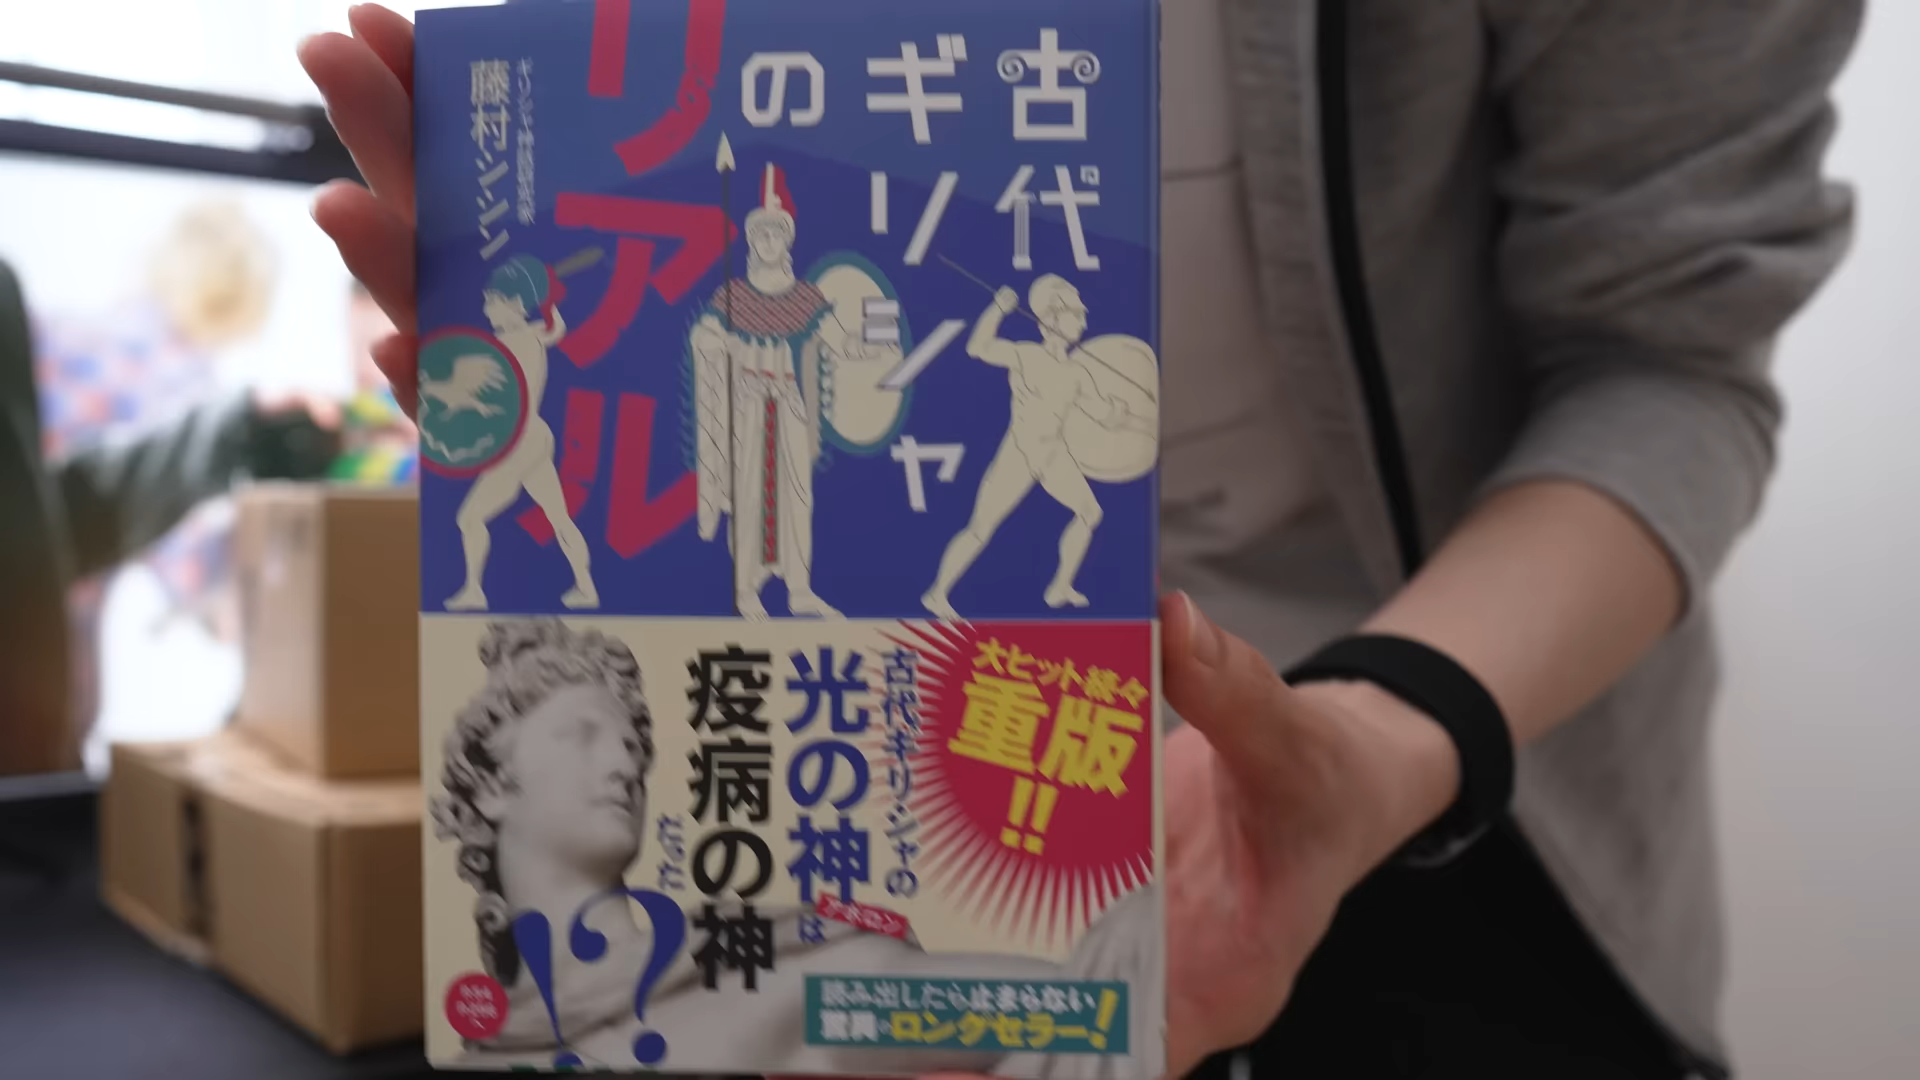 古代
ギリシャ
の
リアル
藤村シシン
大ヒット続々
重版
!!
古代ギリシャの
光の神は
アポロン
疫病の神
だった
!?
読み出したら止まらない
驚異のロングセラー!